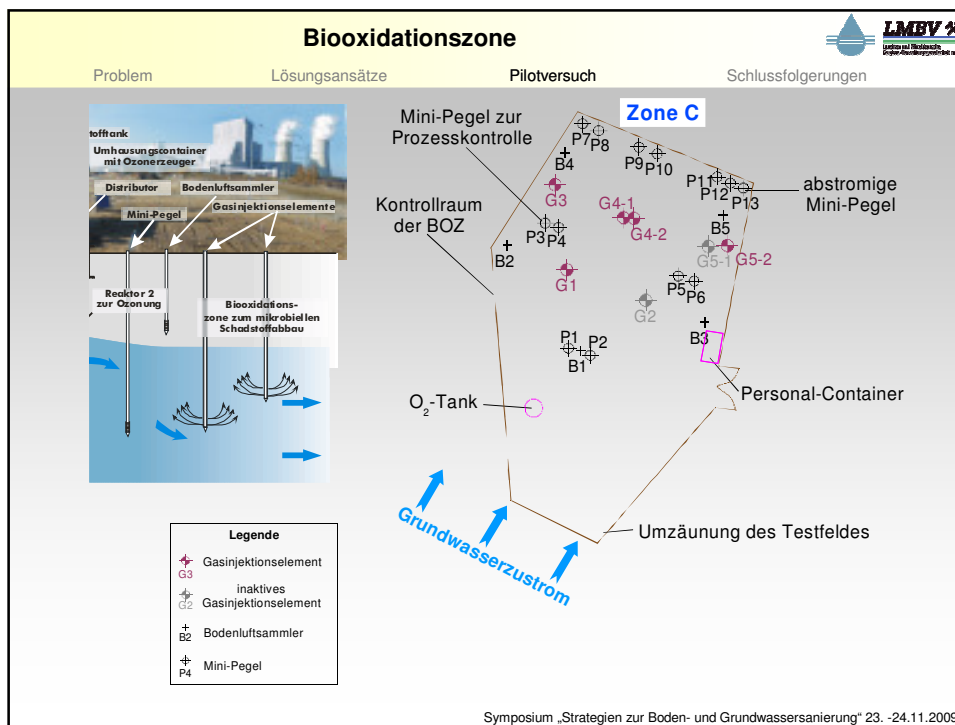 Biooxidationszone
LMBV
Problem
Lösungsansätze
Pilotversuch
Schlussfolgerungen
stofftank
Umhausungscontainer
mit Ozonerzeuger
Distributor
Bodenluftsammler
Mini-Pegel
Gasinjektionselemente
Reaktor 2
zur Ozonung
Biooxidations-
zone zum mikrobiellen
Schadstoffabbau
Zone C
Mini-Pegel zur
Prozesskontrolle
Kontrollraum
der BOZ
abstromige
Mini-Pegel
P7
P8
P9
P10
B4
P11
P12
P13
G3
G4-1
G4-2
B5
P3
P4
B2
G5-1
G5-2
G1
P5
P6
G2
B3
P1
P2
B1
Personal-Container
O₂-Tank
Grundwasserzustrom
Umzäunung des Testfeldes
Legende
Gasinjektionselement
G3
inaktives
Gasinjektionselement
G2
Bodenluftsammler
B2
Mini-Pegel
P4
Symposium „Strategien zur Boden- und Grundwassersanierung" 23. -24.11.2009